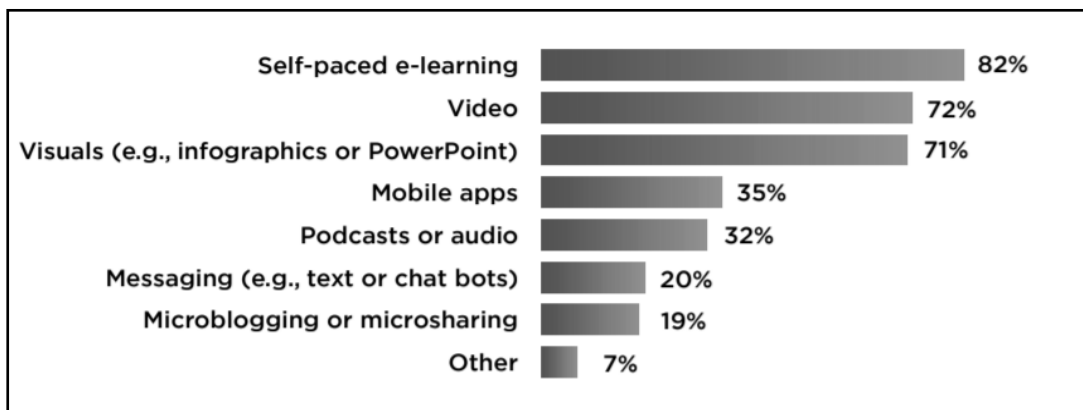 Self-paced e-learning 82%
Video 72%
Visuals (e.g., infographics or PowerPoint) 71%
Mobile apps 35%
Podcasts or audio 32%
Messaging (e.g., text or chat bots) 20%
Microblogging or microsharing 19%
Other 7%